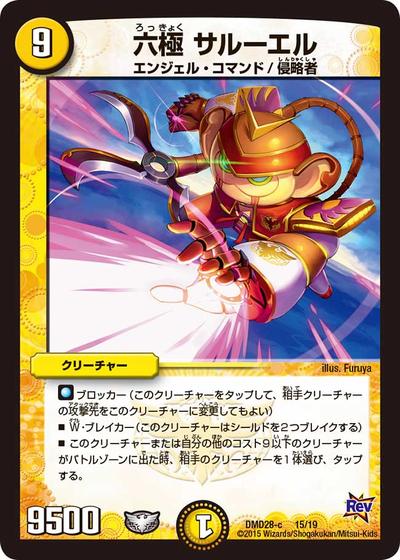 9
ろっきょく
六極 サルーエル
エンジェル・コマンド/侵略者
しんりゃくしゃ
illus. Furuya
クリーチャー
ブロッカー(このクリーチャーをタップして、相手クリーチャー
の攻撃先をこのクリーチャーに変更してもよい)
■W・ブレイカー(このクリーチャーはシールドを2つブレイクする)
■このクリーチャーまたは自分の他のコスト9以下のクリーチャー
がバトルゾーンに出た時、相手のクリーチャーを1体選び、タップ
する。
Rev
9500
1
DMD28-c 15/19
©2015 Wizards/Shogakukan/Mitsui-Kids